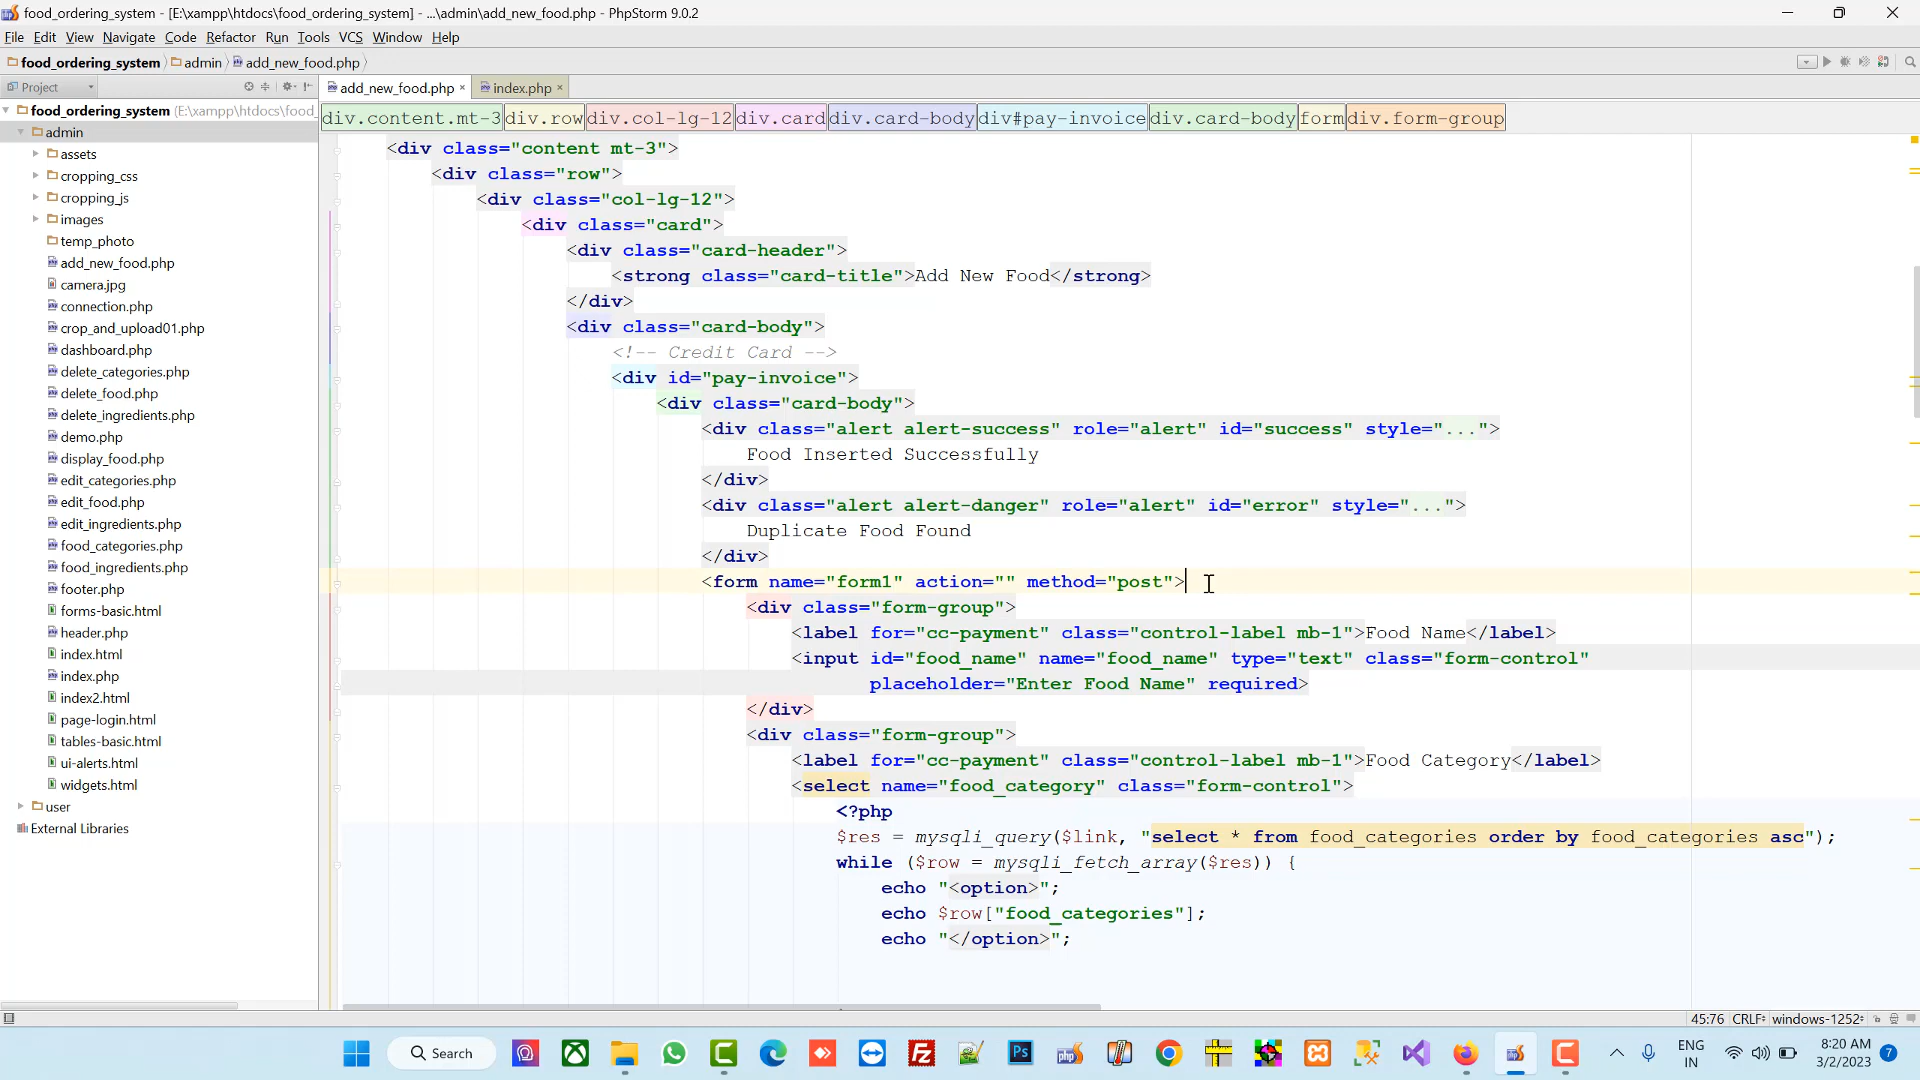 food_ordering_system - [E:\xampp\htdocs\food_ordering_system] - ...\admin\add_new_food.php - PhpStorm 9.0.2
File Edit View Navigate Code Refactor Run Tools VCS Window Help
food_ordering_system admin add_new_food.php
Project
add_new_food.php × index.php ×
food_ordering_system (E:\xampp\htdocs\food_
admin
assets
cropping_css
cropping_js
images
temp_photo
add_new_food.php
camera.jpg
connection.php
crop_and_upload01.php
dashboard.php
delete_categories.php
delete_food.php
delete_ingredients.php
demo.php
display_food.php
edit_categories.php
edit_food.php
edit_ingredients.php
food_categories.php
food_ingredients.php
footer.php
forms-basic.html
header.php
index.html
index.php
index2.html
page-login.html
tables-basic.html
ui-alerts.html
widgets.html
user
External Libraries
div.content.mt-3 div.row div.col-lg-12 div.card div.card-body div#pay-invoice div.card-body form div.form-group
<div class="content mt-3">
<div class="row">
<div class="col-lg-12">
<div class="card">
<div class="card-header">
<strong class="card-title">Add New Food</strong>
</div>
<div class="card-body">
<!-- Credit Card -->
<div id="pay-invoice">
<div class="card-body">
<div class="alert alert-success" role="alert" id="success" style="...">
Food Inserted Successfully
</div>
<div class="alert alert-danger" role="alert" id="error" style="...">
Duplicate Food Found
</div>
<form name="form1" action="" method="post">
<div class="form-group">
<label for="cc-payment" class="control-label mb-1">Food Name</label>
<input id="food_name" name="food_name" type="text" class="form-control"
placeholder="Enter Food Name" required>
</div>
<div class="form-group">
<label for="cc-payment" class="control-label mb-1">Food Category</label>
<select name="food_category" class="form-control">
<?php
$res = mysqli_query($link, "select * from food_categories order by food_categories asc");
while ($row = mysqli_fetch_array($res)) {
echo "<option>";
echo $row["food_categories"];
echo "</option>";
45:76 CRLF÷ windows-1252÷
Search
php
Ps
ENG
IN
8:20 AM
3/2/2023
7